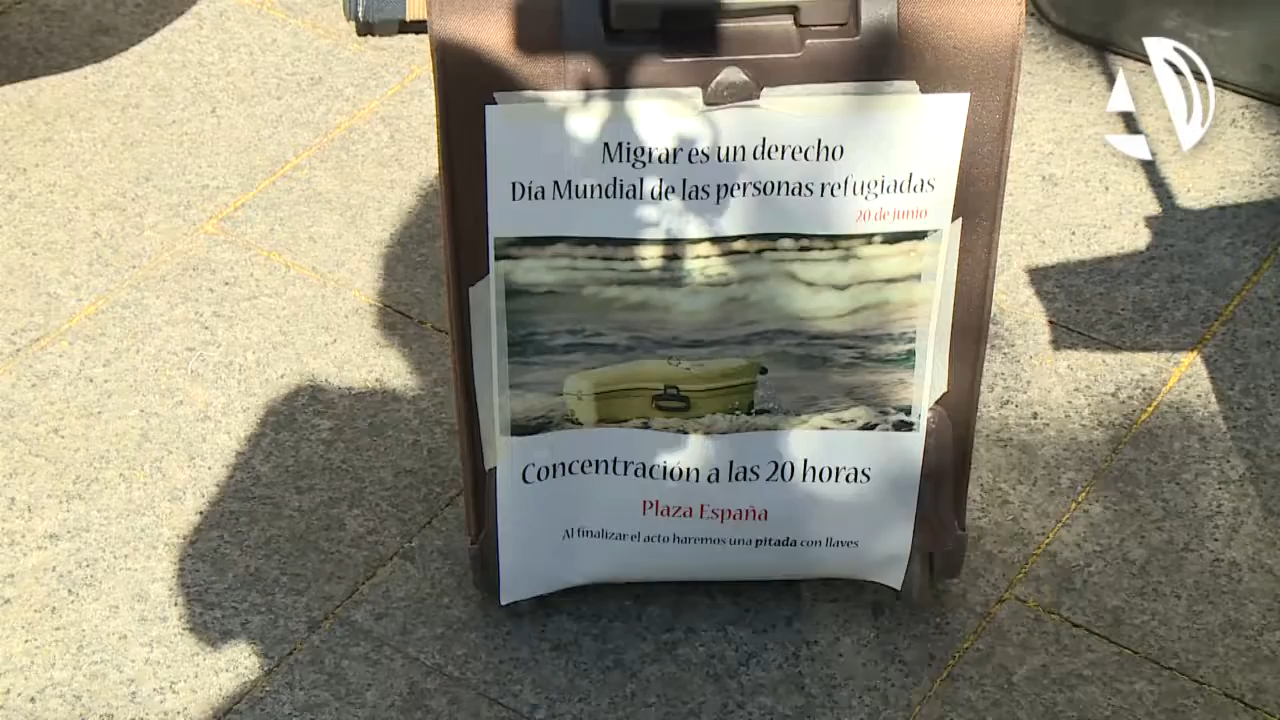 Migrar es un derecho
Día Mundial de las personas refugiadas
20 de junio
Concentración a las 20 horas
Plaza España
Al finalizar el acto haremos una pitada con llaves